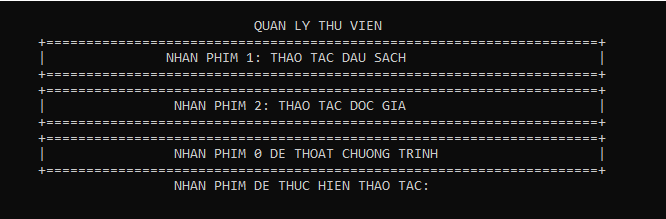 QUAN LY THU VIEN
NHAN PHIM 1: THAO TAC DAU SACH
NHAN PHIM 2: THAO TAC DOC GIA
NHAN PHIM 0 DE THOAT CHUONG TRINH
NHAN PHIM DE THUC HIEN THAO TAC: